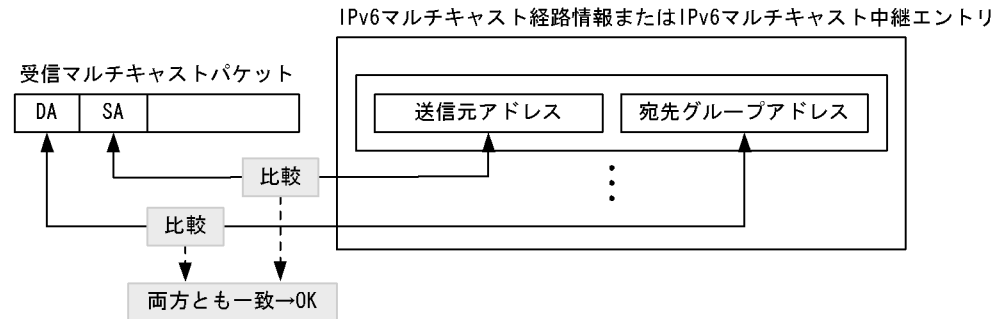 IPv6マルチキャスト経路情報またはIPv6マルチキャスト中継エントリ
受信マルチキャストパケット
DA
SA
送信元アドレス
宛先グループアドレス
比較
比較
両方とも一致→OK